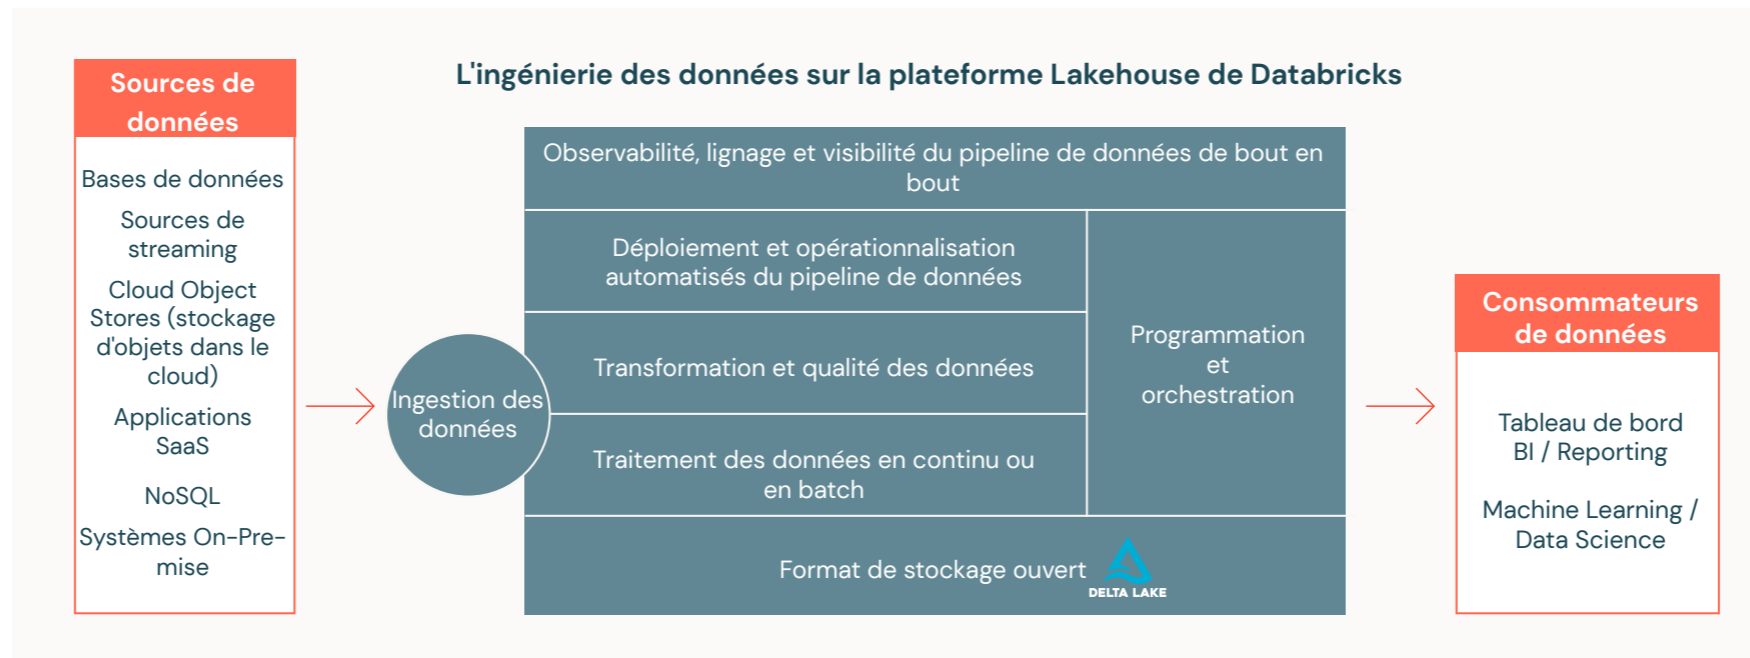 L'ingénierie des données sur la plateforme Lakehouse de Databricks
Sources de
données
Bases de données
Sources de
streaming
Cloud Object
Stores (stockage
d'objets dans le
cloud)
Applications
SaaS
NoSQL
Systèmes On-Pre-
mise
Ingestion des
données
Observabilité, lignage et visibilité du pipeline de données de bout en
bout
Déploiement et opérationnalisation
automatisés du pipeline de données
Transformation et qualité des données
Traitement des données en continu ou
en batch
Programmation
et
orchestration
Format de stockage ouvert
DELTA LAKE
Consommateurs
de données
Tableau de bord
BI / Reporting
Machine Learning /
Data Science